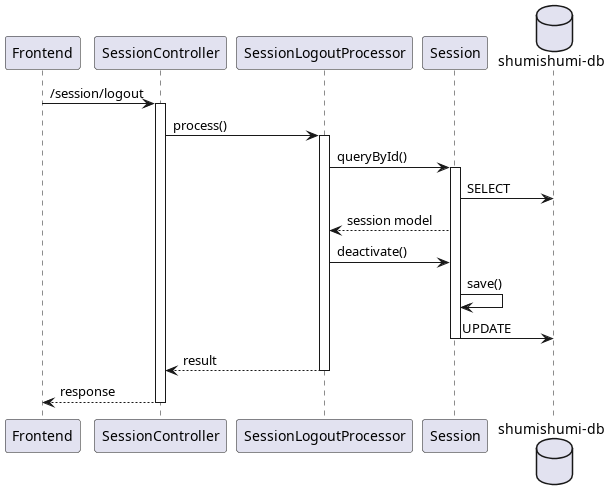 Frontend
SessionController
SessionLogoutProcessor
Session
shumishumi-db
/session/logout
process()
queryById()
SELECT
session model
deactivate()
save()
UPDATE
result
response
Frontend
SessionController
SessionLogoutProcessor
Session
shumishumi-db